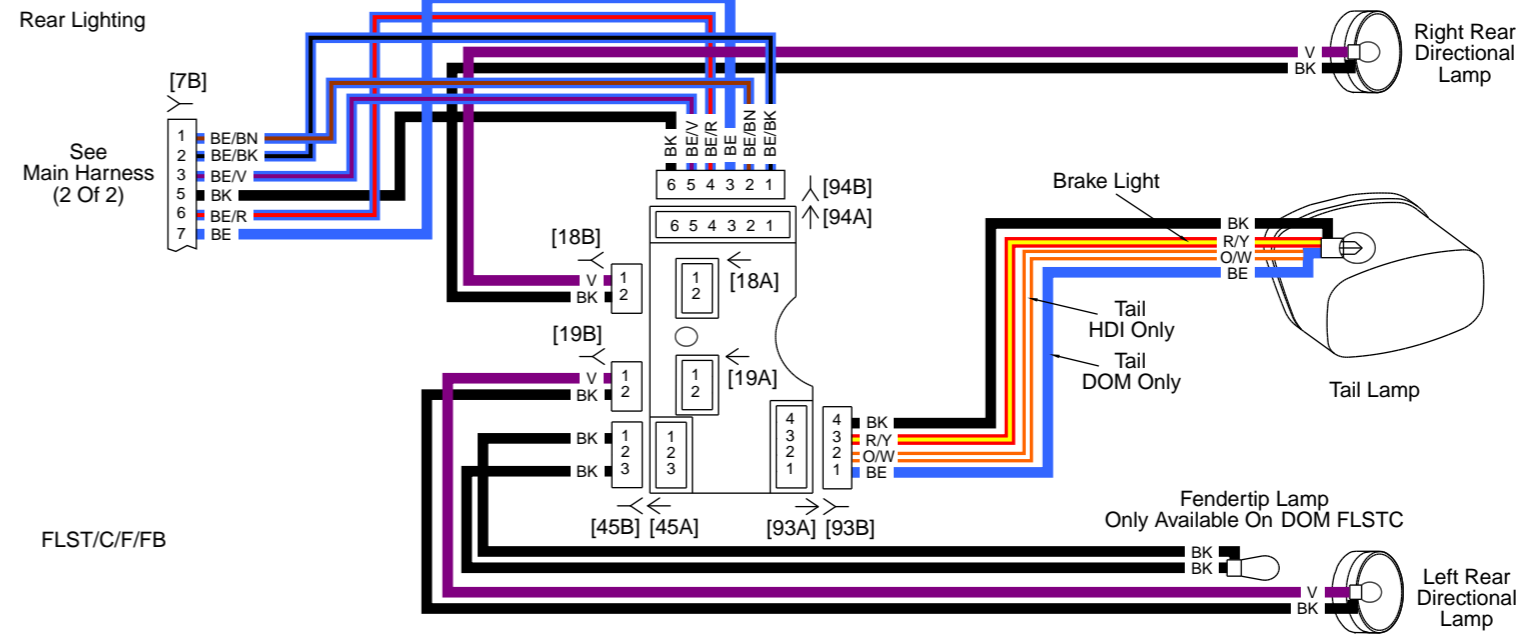 Rear Lighting
[7B]
See
Main Harness
(2 Of 2)
1 BE/BN
2 BE/BK
3 BE/V
5 BK
6 BE/R
7 BE
BK BE/V BE/R BE BE/BN BE/BK
6 5 4 3 2 1
[94B]
[94A]
6 5 4 3 2 1
V
BK
Right Rear
Directional
Lamp
[18B]
V 1
BK 2
1
2
[18A]
[19B]
V 1
BK 2
1
2
[19A]
BK 1
2
BK 3
1
2
3
[45B] [45A]
4
3
2
1
4 BK
3 R/Y
2 O/W
1 BE
[93A] [93B]
Brake Light
BK
R/Y
O/W
BE
Tail
HDI Only
Tail
DOM Only
Tail Lamp
Fendertip Lamp
Only Available On DOM FLSTC
BK
BK
V
BK
Left Rear
Directional
Lamp
FLST/C/F/FB